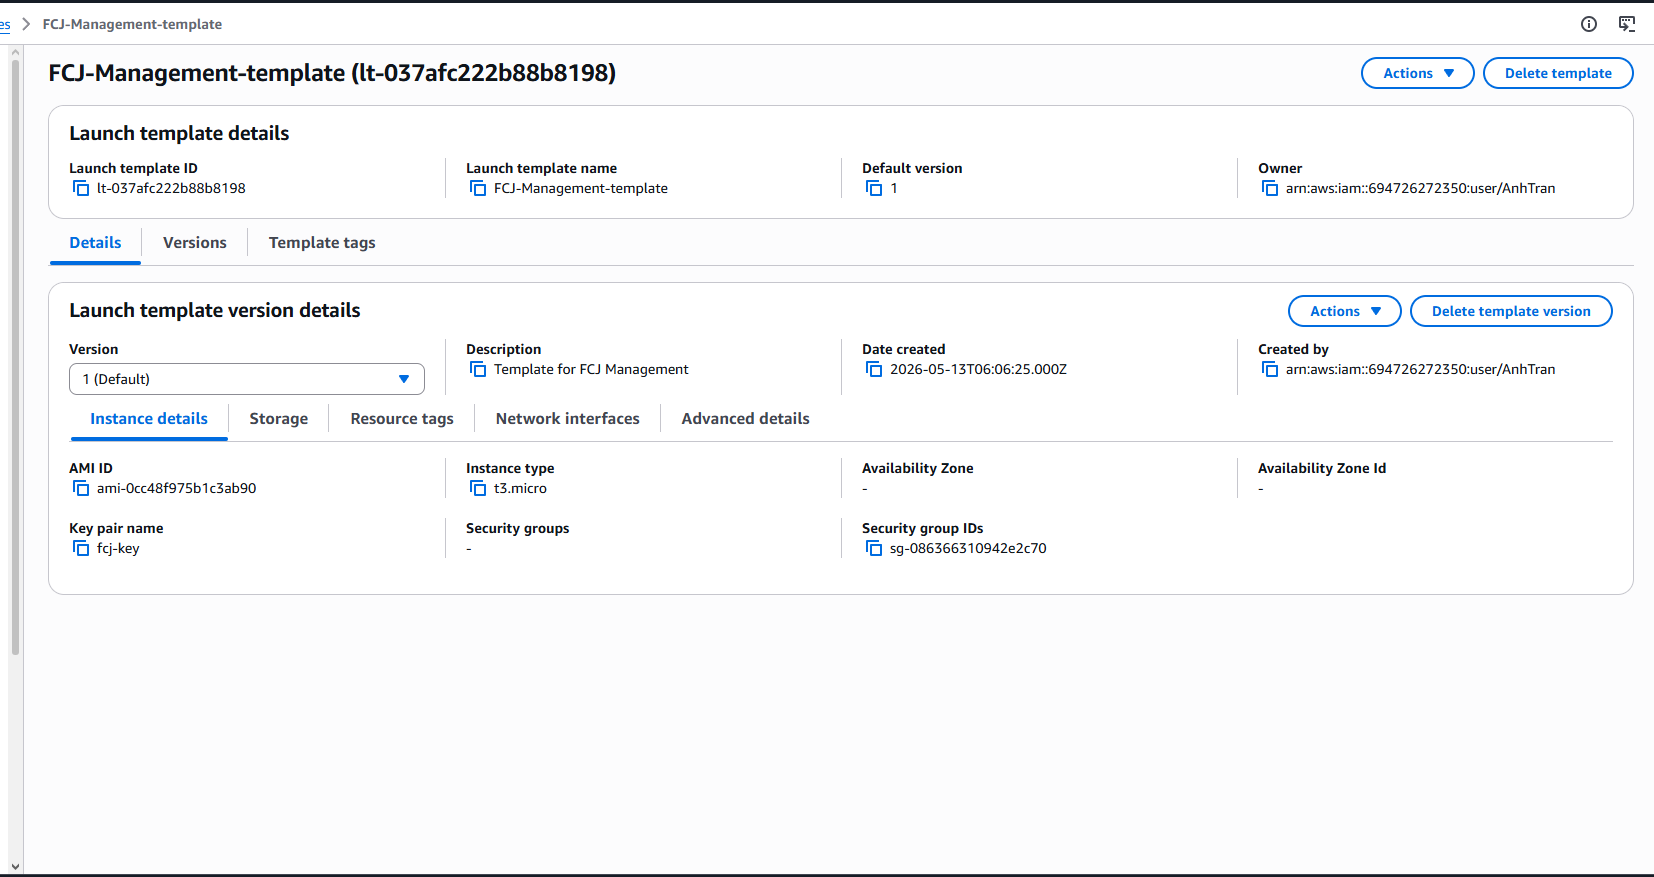 es > FCJ-Management-template
FCJ-Management-template (lt-037afc222b88b8198)
Actions
Delete template
Launch template details
Launch template ID
lt-037afc222b88b8198
Launch template name
FCJ-Management-template
Default version
1
Owner
arn:aws:iam::694726272350:user/AnhTran
Details
Versions
Template tags
Launch template version details
Actions
Delete template version
Version
1 (Default)
Description
Template for FCJ Management
Date created
2026-05-13T06:06:25.000Z
Created by
arn:aws:iam::694726272350:user/AnhTran
Instance details
Storage
Resource tags
Network interfaces
Advanced details
AMI ID
ami-0cc48f975b1c3ab90
Instance type
t3.micro
Availability Zone
-
Availability Zone Id
-
Key pair name
fcj-key
Security groups
-
Security group IDs
sg-086366310942e2c70